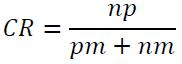 CR = np / pm + nm